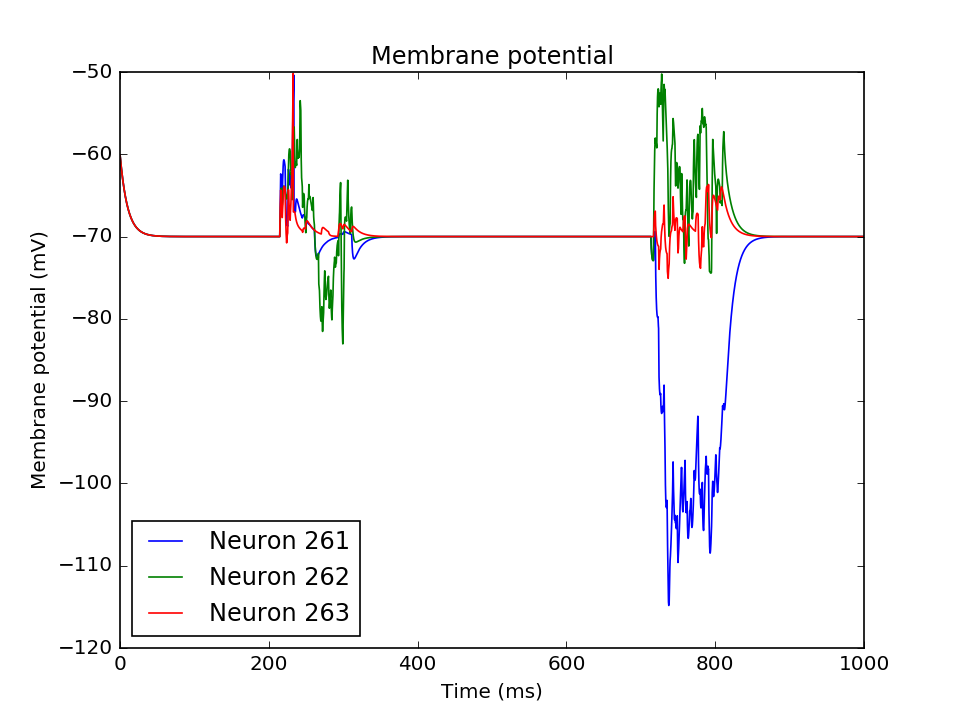 Membrane potential
Membrane potential (mV)
−50
−60
−70
−80
−90
−100
−110
−120
Neuron 261
Neuron 262
Neuron 263
0 200 400 600 800 1000
Time (ms)